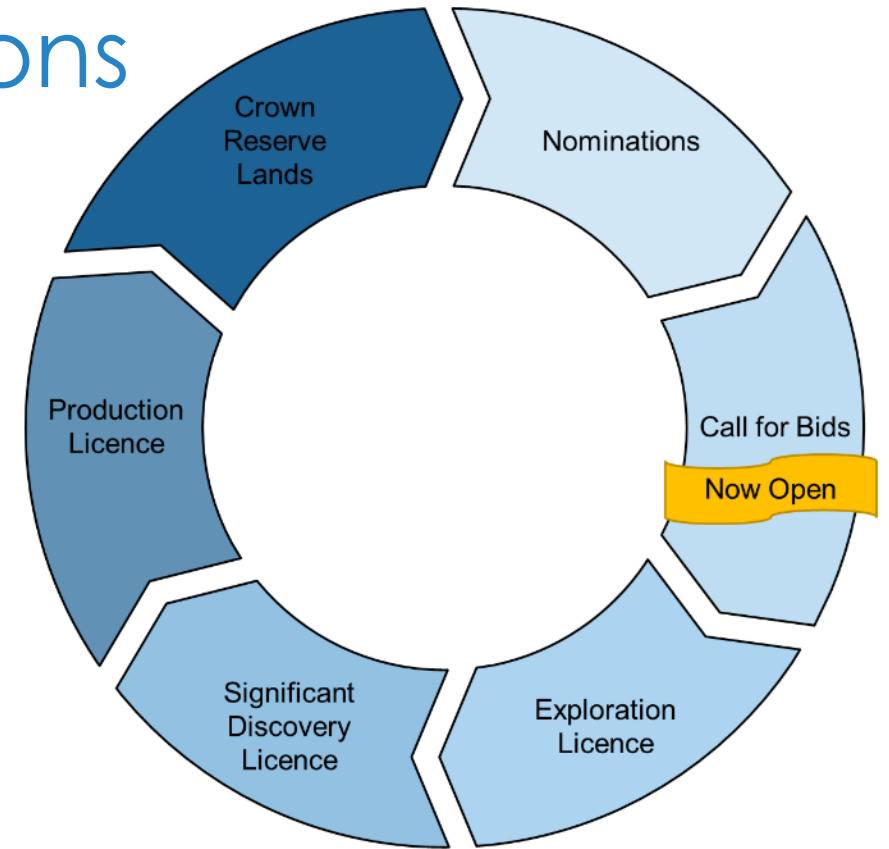 ons
Crown
Reserve
Lands
Nominations
Call for Bids
Now Open
Exploration
Licence
Significant
Discovery
Licence
Production
Licence